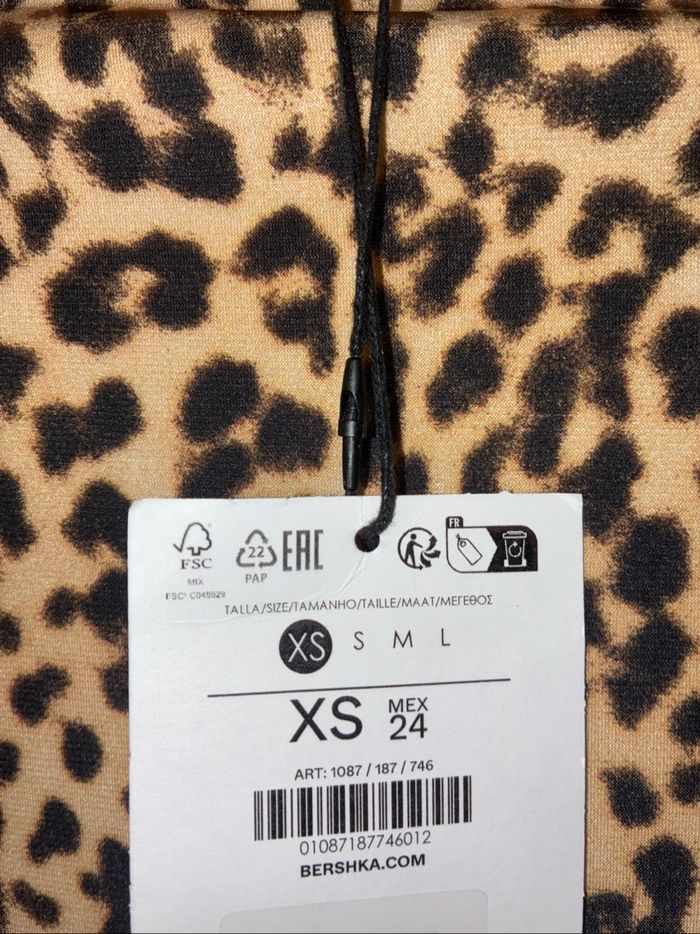 FSC
MIX
FSC® C048829
22
PAP
EAC
FR
TALLA/SIZE/TAMANHO/TAILLE/MAAT/ΜΕΓΕΘΟΣ
XS S M L
XS MEX 24
ART: 1087 / 187 / 746
01087187746012
BERSHKA.COM